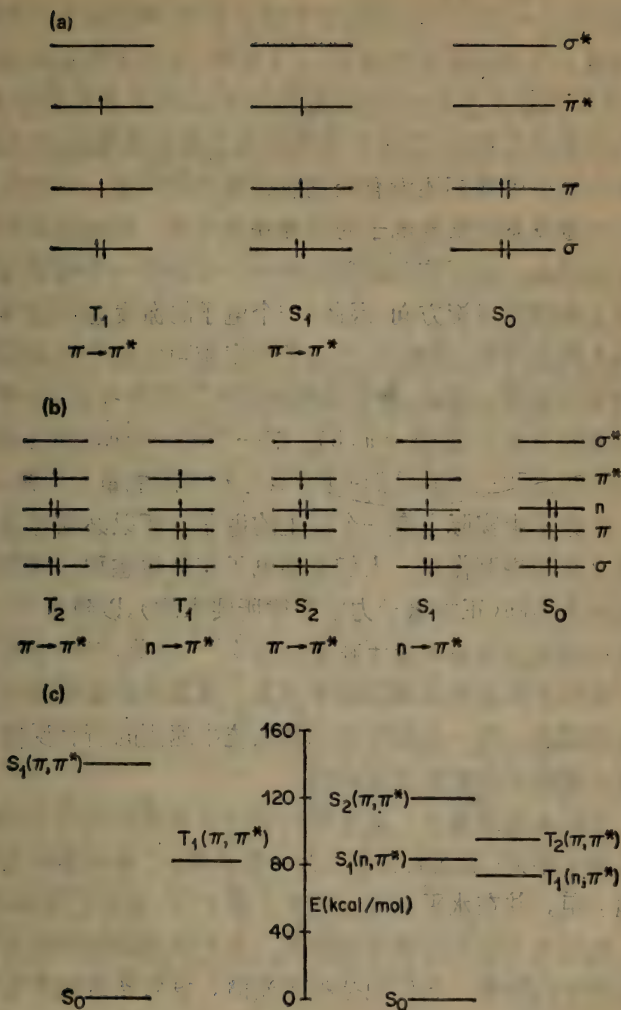 (a)
σ*
π*
π
σ
T₁ S₁ S₀
π→π* π→π*
(b)
σ*
π*
n
π
σ
T₂ T₁ S₂ S₁ S₀
π→π* n→π* π→π* n→π*
(c)
160
S₁(π,π*)
120
S₂(π,π*)
T₁(π,π*)
T₂(π,π*)
80
S₁(n,π*)
T₁(n,π*)
E(kcal/mol)
40
S₀ 0 S₀